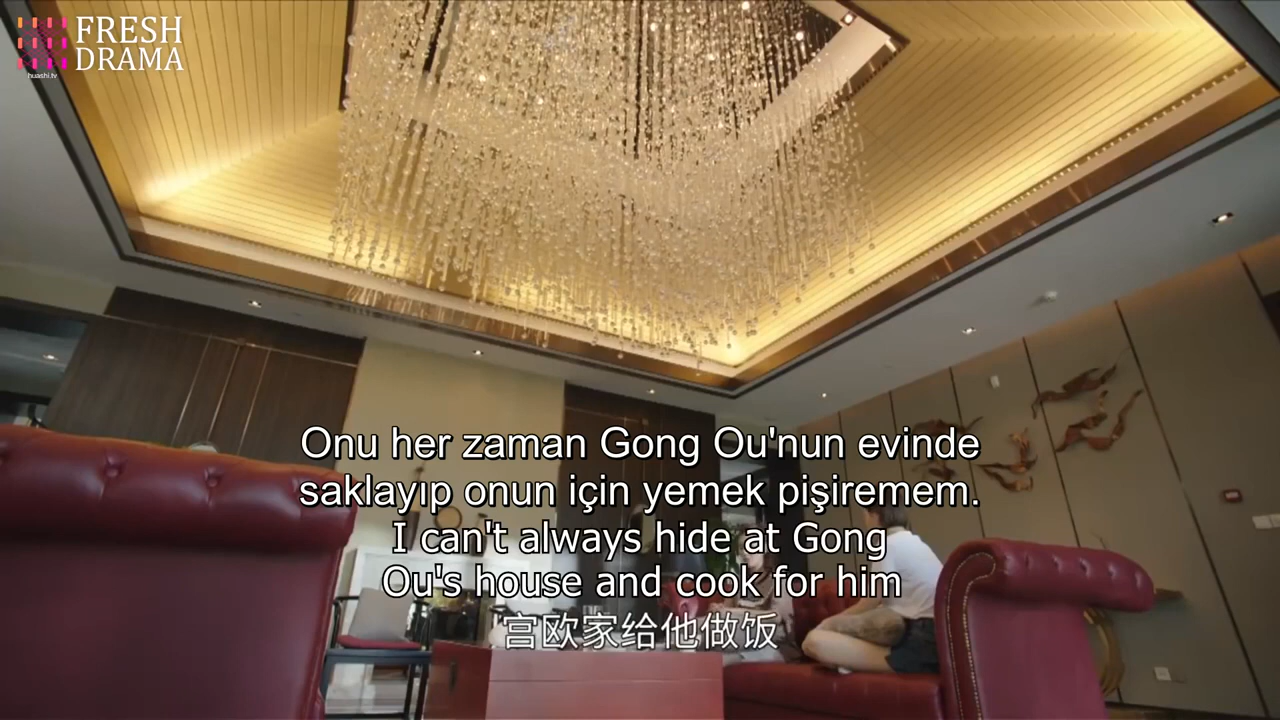 FRESH
DRAMA
huashi.tv
Onu her zaman Gong Ou'nun evinde
saklayıp onun için yemek pişiremem.
I can't always hide at Gong
Ou's house and cook for him
宫欧家给他做饭